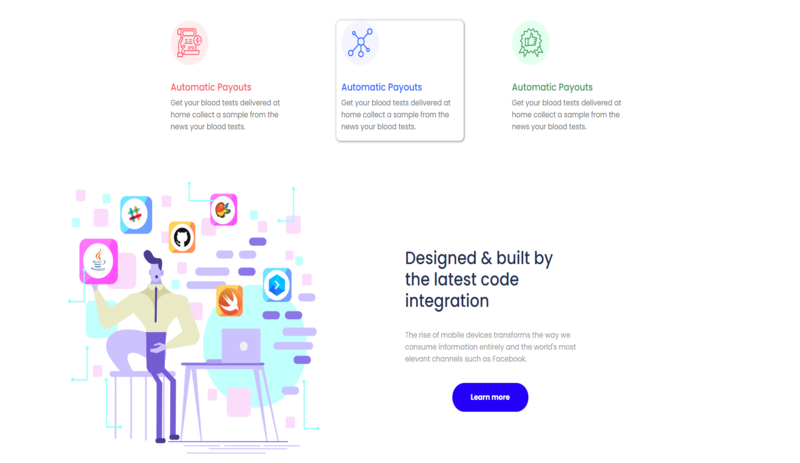 Automatic Payouts
Get your blood tests delivered at
home collect a sample from the
news your blood tests.
Automatic Payouts
Get your blood tests delivered at
home collect a sample from the
news your blood tests.
Automatic Payouts
Get your blood tests delivered at
home collect a sample from the
news your blood tests.
Designed & built by
the latest code
integration
The rise of mobile devices transforms the way we
consume information entirely and the world's most
elevant channels such as Facebook.
Learn more